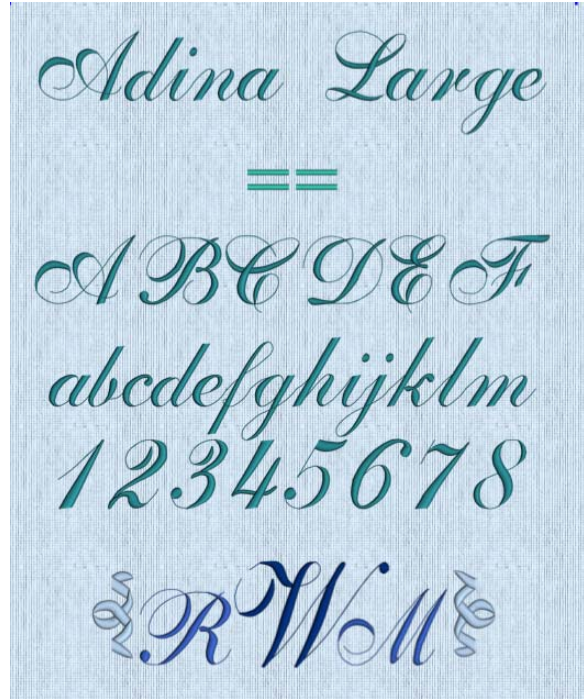 Adina Large
==
ABCDEF
abcdefghijklm
12345678
RWM